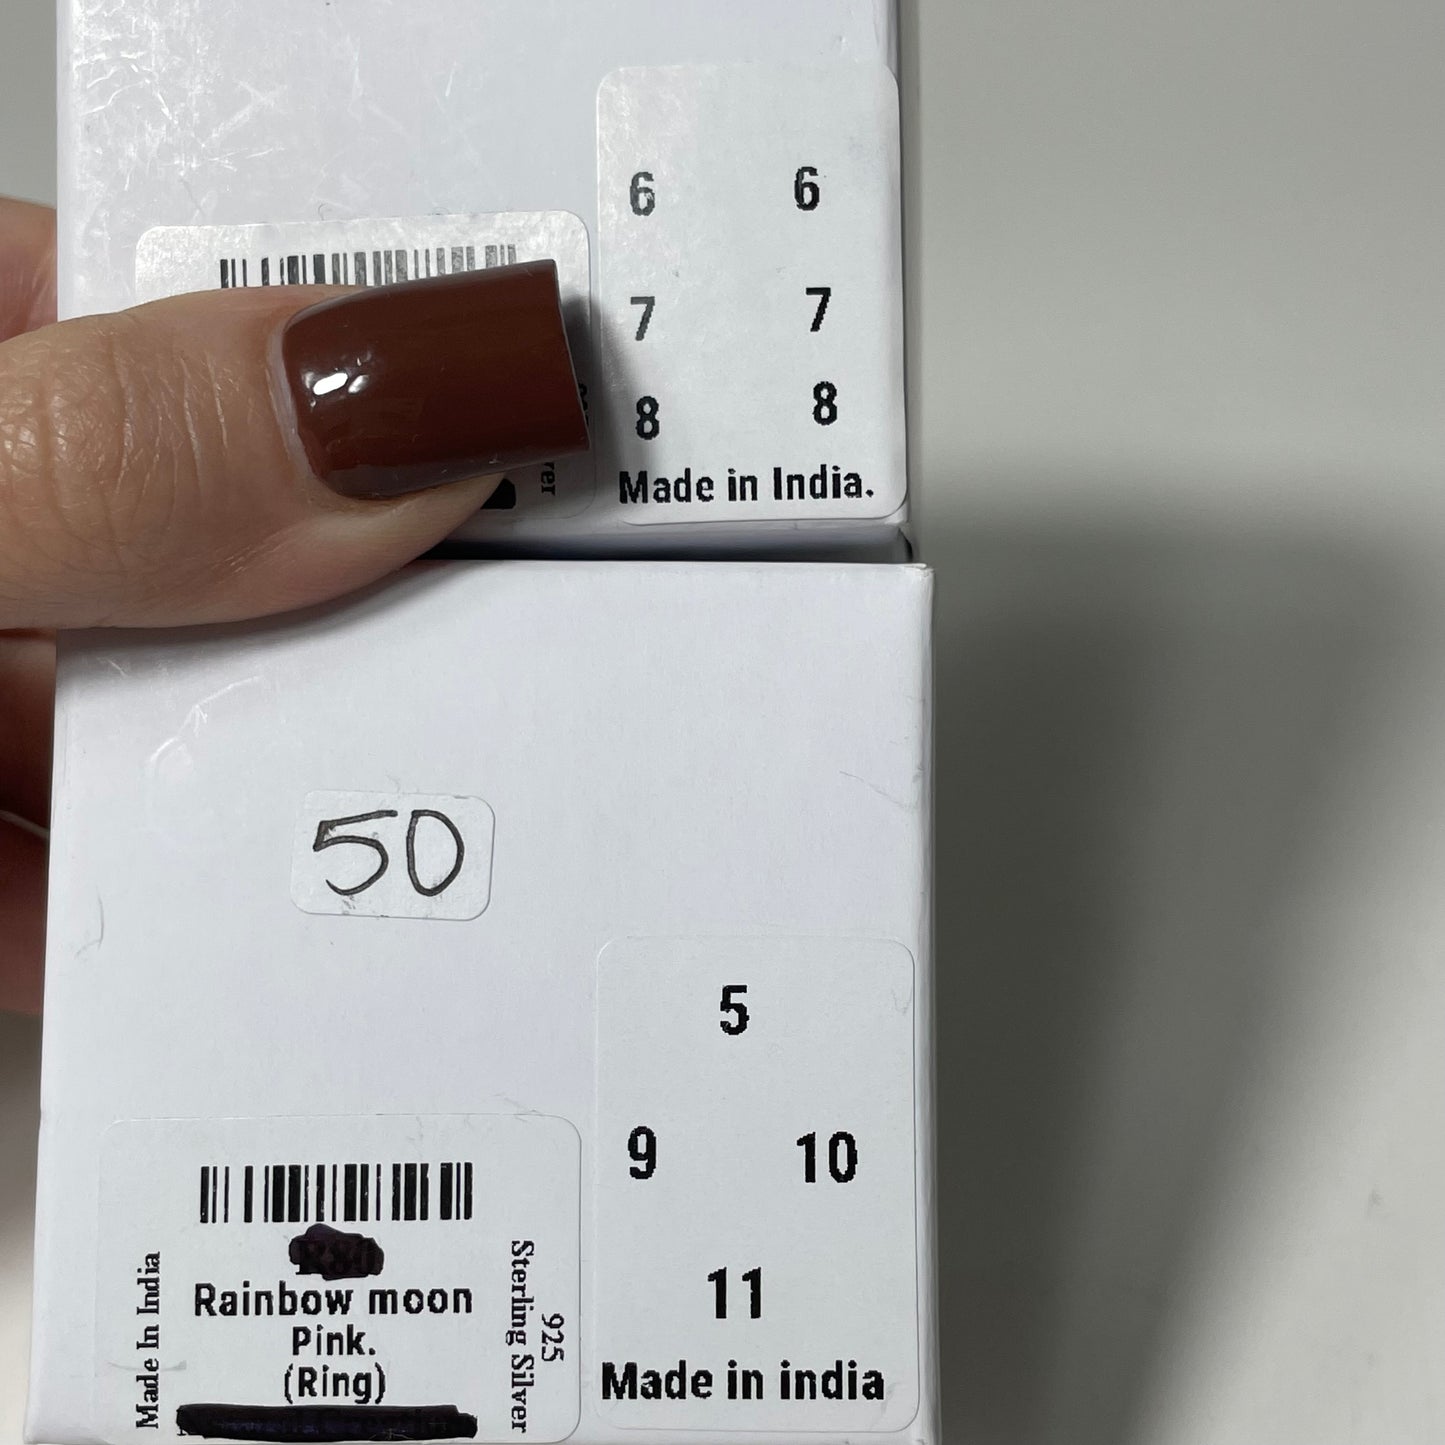 6 6
7 7
8 8
Made in India.
50
5
9 10
11
Made in india
R80
Rainbow moon
Pink.
(Ring)
Made In India
925
Sterling Silver